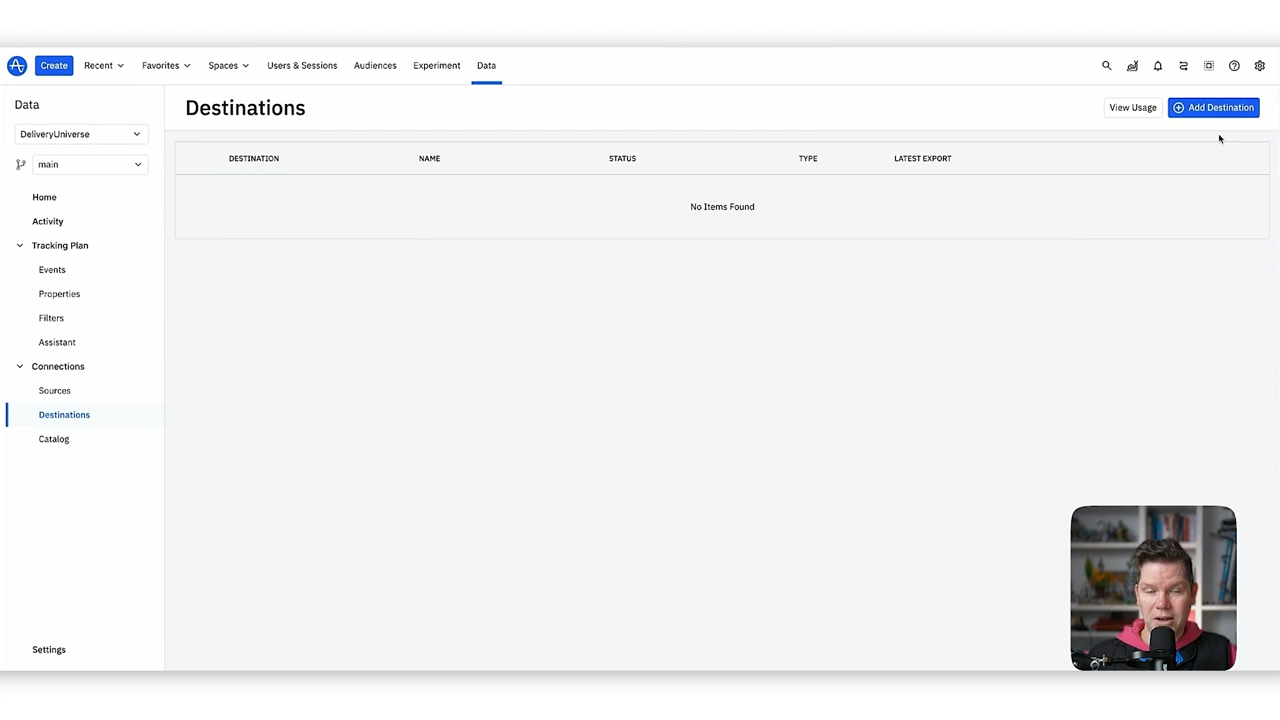 Create Recent Favorites Spaces Users & Sessions Audiences Experiment Data
Data
DeliveryUniverse
main
Home
Activity
Tracking Plan
Events
Properties
Filters
Assistant
Connections
Sources
Destinations
Catalog
Settings
Destinations
View Usage
Add Destination
DESTINATION NAME STATUS TYPE LATEST EXPORT
No Items Found